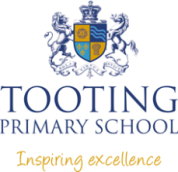 TOOTING
PRIMARY SCHOOL
Inspiring excellence